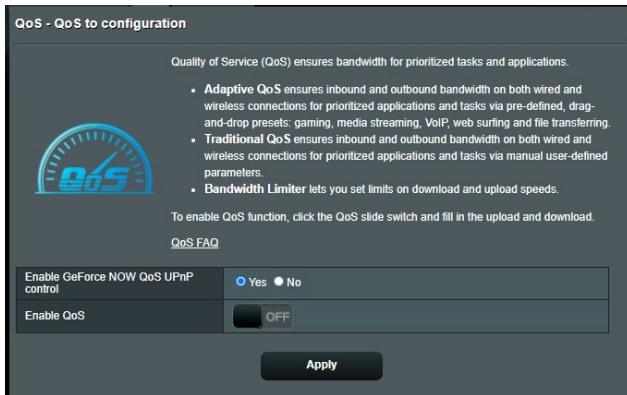 QoS - QoS to configuration
Quality of Service (QoS) ensures bandwidth for prioritized tasks and applications.
• Adaptive QoS ensures inbound and outbound bandwidth on both wired and
wireless connections for prioritized applications and tasks via pre-defined, drag-
and-drop presets: gaming, media streaming, VoIP, web surfing and file transferring.
• Traditional QoS ensures inbound and outbound bandwidth on both wired and
wireless connections for prioritized applications and tasks via manual user-defined
parameters.
• Bandwidth Limiter lets you set limits on download and upload speeds.
To enable QoS function, click the QoS slide switch and fill in the upload and download.
QoS FAQ
QoS
Enable GeForce NOW QoS UPnP
control
Yes No
Enable QoS
OFF
Apply